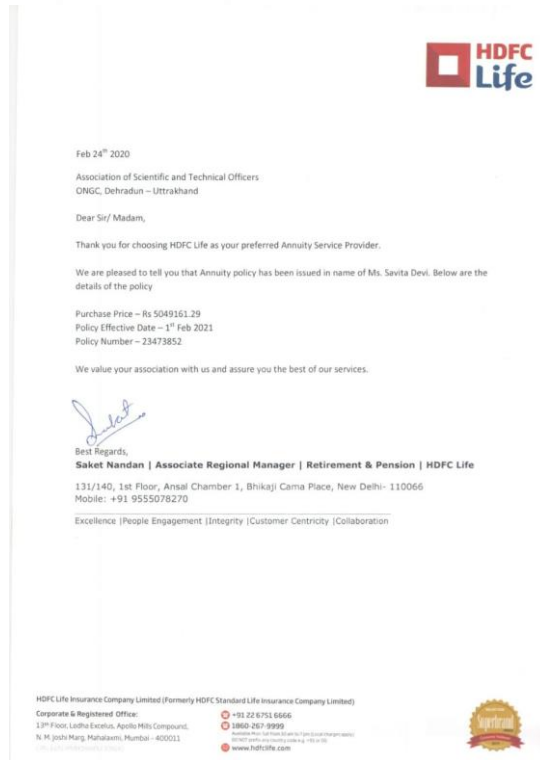 HDFC
Life
Feb 24th 2020
Association of Scientific and Technical Officers
ONGC, Dehradun – Uttrakhand
Dear Sir/ Madam,
Thank you for choosing HDFC Life as your preferred Annuity Service Provider.
We are pleased to tell you that Annuity policy has been issued in name of Ms. Savita Devi. Below are the
details of the policy
Purchase Price – Rs 5049161.29
Policy Effective Date – 1st Feb 2021
Policy Number – 23473852
We value your association with us and assure you the best of our services.
Best Regards,
Saket Nandan | Associate Regional Manager | Retirement & Pension | HDFC Life
131/140, 1st Floor, Ansal Chamber 1, Bhikaji Cama Place, New Delhi- 110066
Mobile: +91 9555078270
Excellence |People Engagement |Integrity |Customer Centricity |Collaboration
HDFC Life Insurance Company Limited (Formerly HDFC Standard Life Insurance Company Limited)
Corporate & Registered Office:
13th Floor, Lodha Excelus, Apollo Mills Compound,
N. M. Joshi Marg, Mahalaxmi, Mumbai - 400011
+91 22 6751 6666
1860-267-9999
www.hdfclife.com
Superbrand